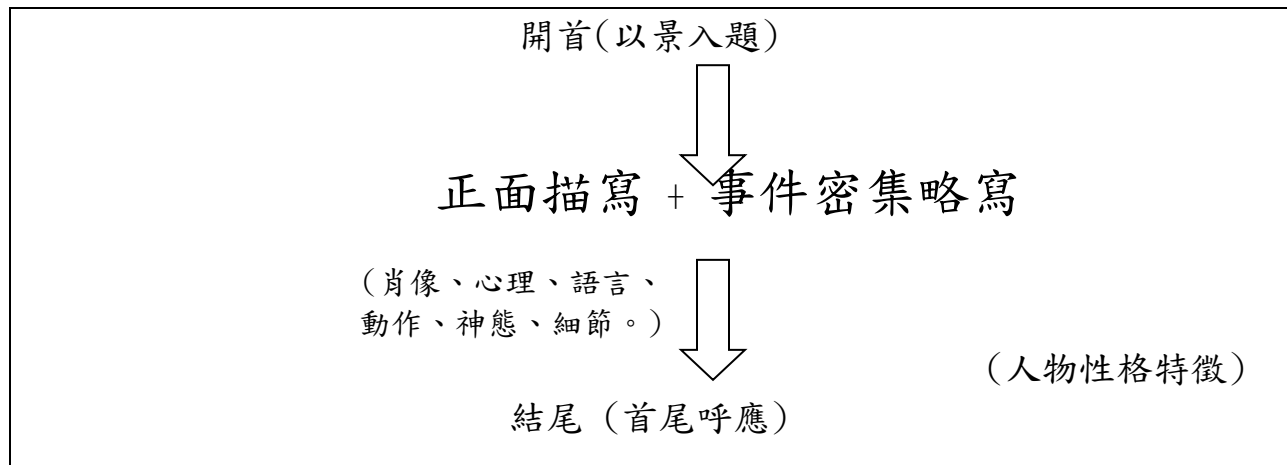 開首(以景入題)
正面描寫 + 事件密集略寫
(肖像、心理、語言、
動作、神態、細節。)
(人物性格特徵)
結尾 (首尾呼應)